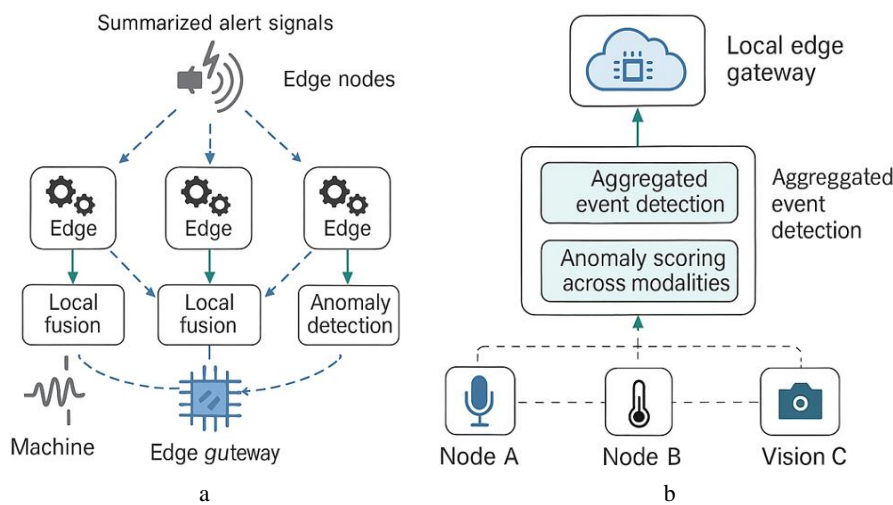 Summarized alert signals
Edge nodes
Edge
Edge
Edge
Local
fusion
Local
fusion
Anomaly
detection
Machine
Edge guteway
a
Local edge
gateway
Aggregated
event detection
Anomaly scoring
across modalities
Aggreggated
event
detection
Node A
Node B
Vision C
b